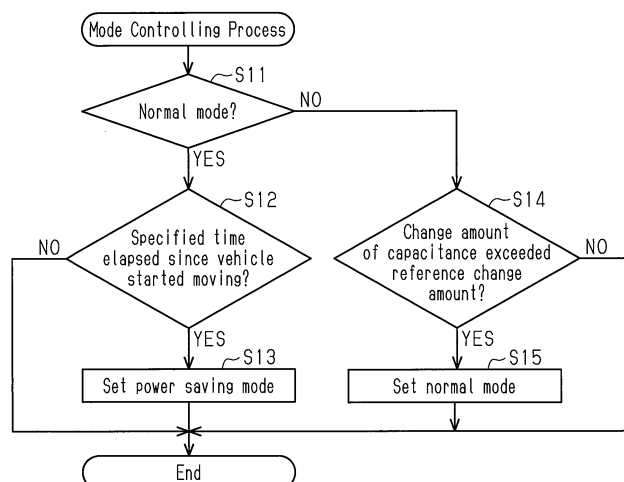 Mode Controlling Process
S11
Normal mode?
NO
YES
S12
Specified time
elapsed since vehicle
started moving?
NO
YES
S13
Set power saving mode
S14
Change amount
of capacitance exceeded
reference change
amount?
NO
YES
S15
Set normal mode
End